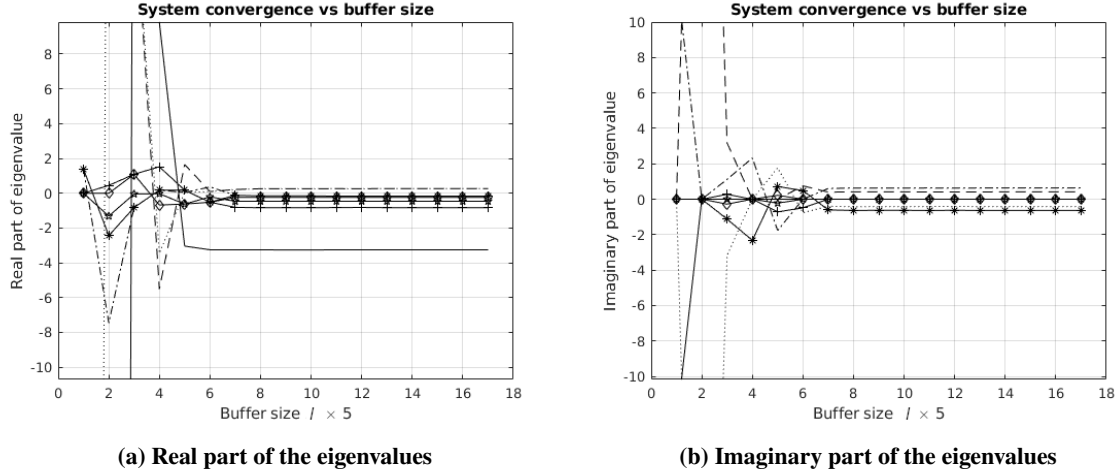 System convergence vs buffer size
Real part of eigenvalue
8
6
4
2
0
-2
-4
-6
-8
-10
0 2 4 6 8 10 12 14 16 18
Buffer size l × 5
(a) Real part of the eigenvalues
System convergence vs buffer size
Imaginary part of eigenvalue
10
8
6
4
2
0
-2
-4
-6
-8
-10
0 2 4 6 8 10 12 14 16 18
Buffer size l × 5
(b) Imaginary part of the eigenvalues